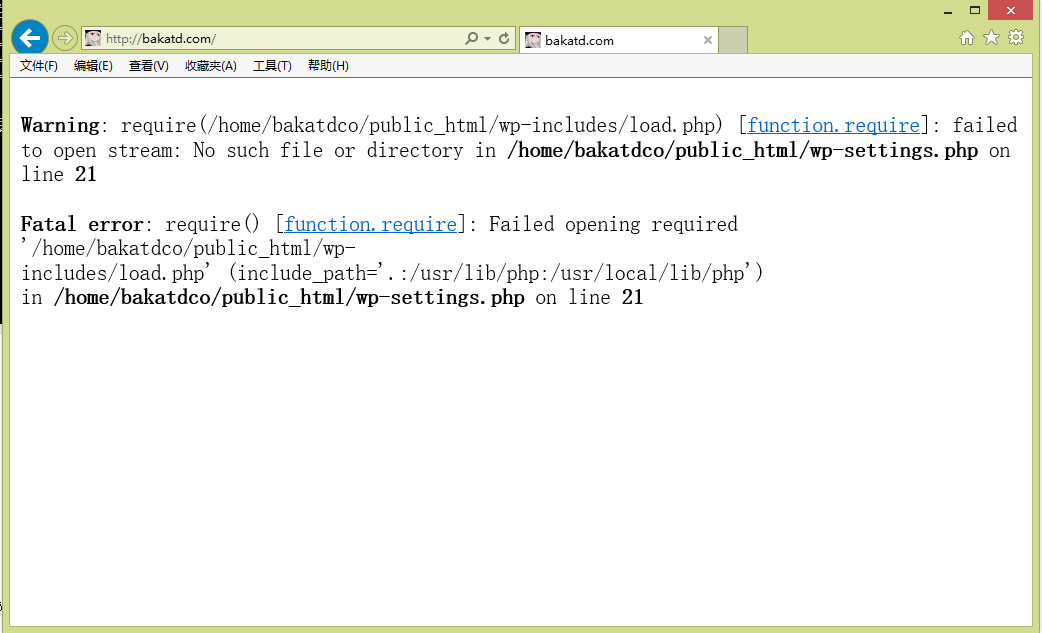 http://bakatd.com/
bakatd.com
文件(F) 编辑(E) 查看(V) 收藏夹(A) 工具(T) 帮助(H)
Warning: require(/home/bakatdco/public_html/wp-includes/load.php) [function.require]: failed
to open stream: No such file or directory in /home/bakatdco/public_html/wp-settings.php on
line 21
Fatal error: require() [function.require]: Failed opening required
'/home/bakatdco/public_html/wp-
includes/load.php' (include_path='.:/usr/lib/php:/usr/local/lib/php')
in /home/bakatdco/public_html/wp-settings.php on line 21